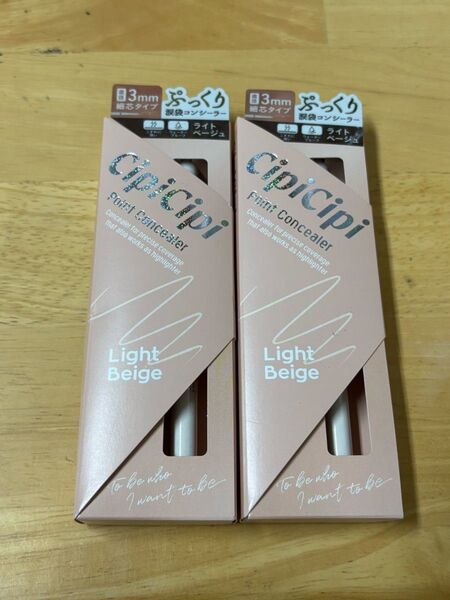 3mm
細芯タイプ
ぷっくり
涙袋コンシーラー
ライト
ベージュ
CipiCipi
Point Concealer
Concealer for precise coverage
that also works as highlighter
Light
Beige
To be who
I want to be
3mm
細芯タイプ
ぷっくり
涙袋コンシーラー
ライト
ベージュ
CipiCipi
Point Concealer
Concealer for precise coverage
that also works as highlighter
Light
Beige
To be who
I want to be